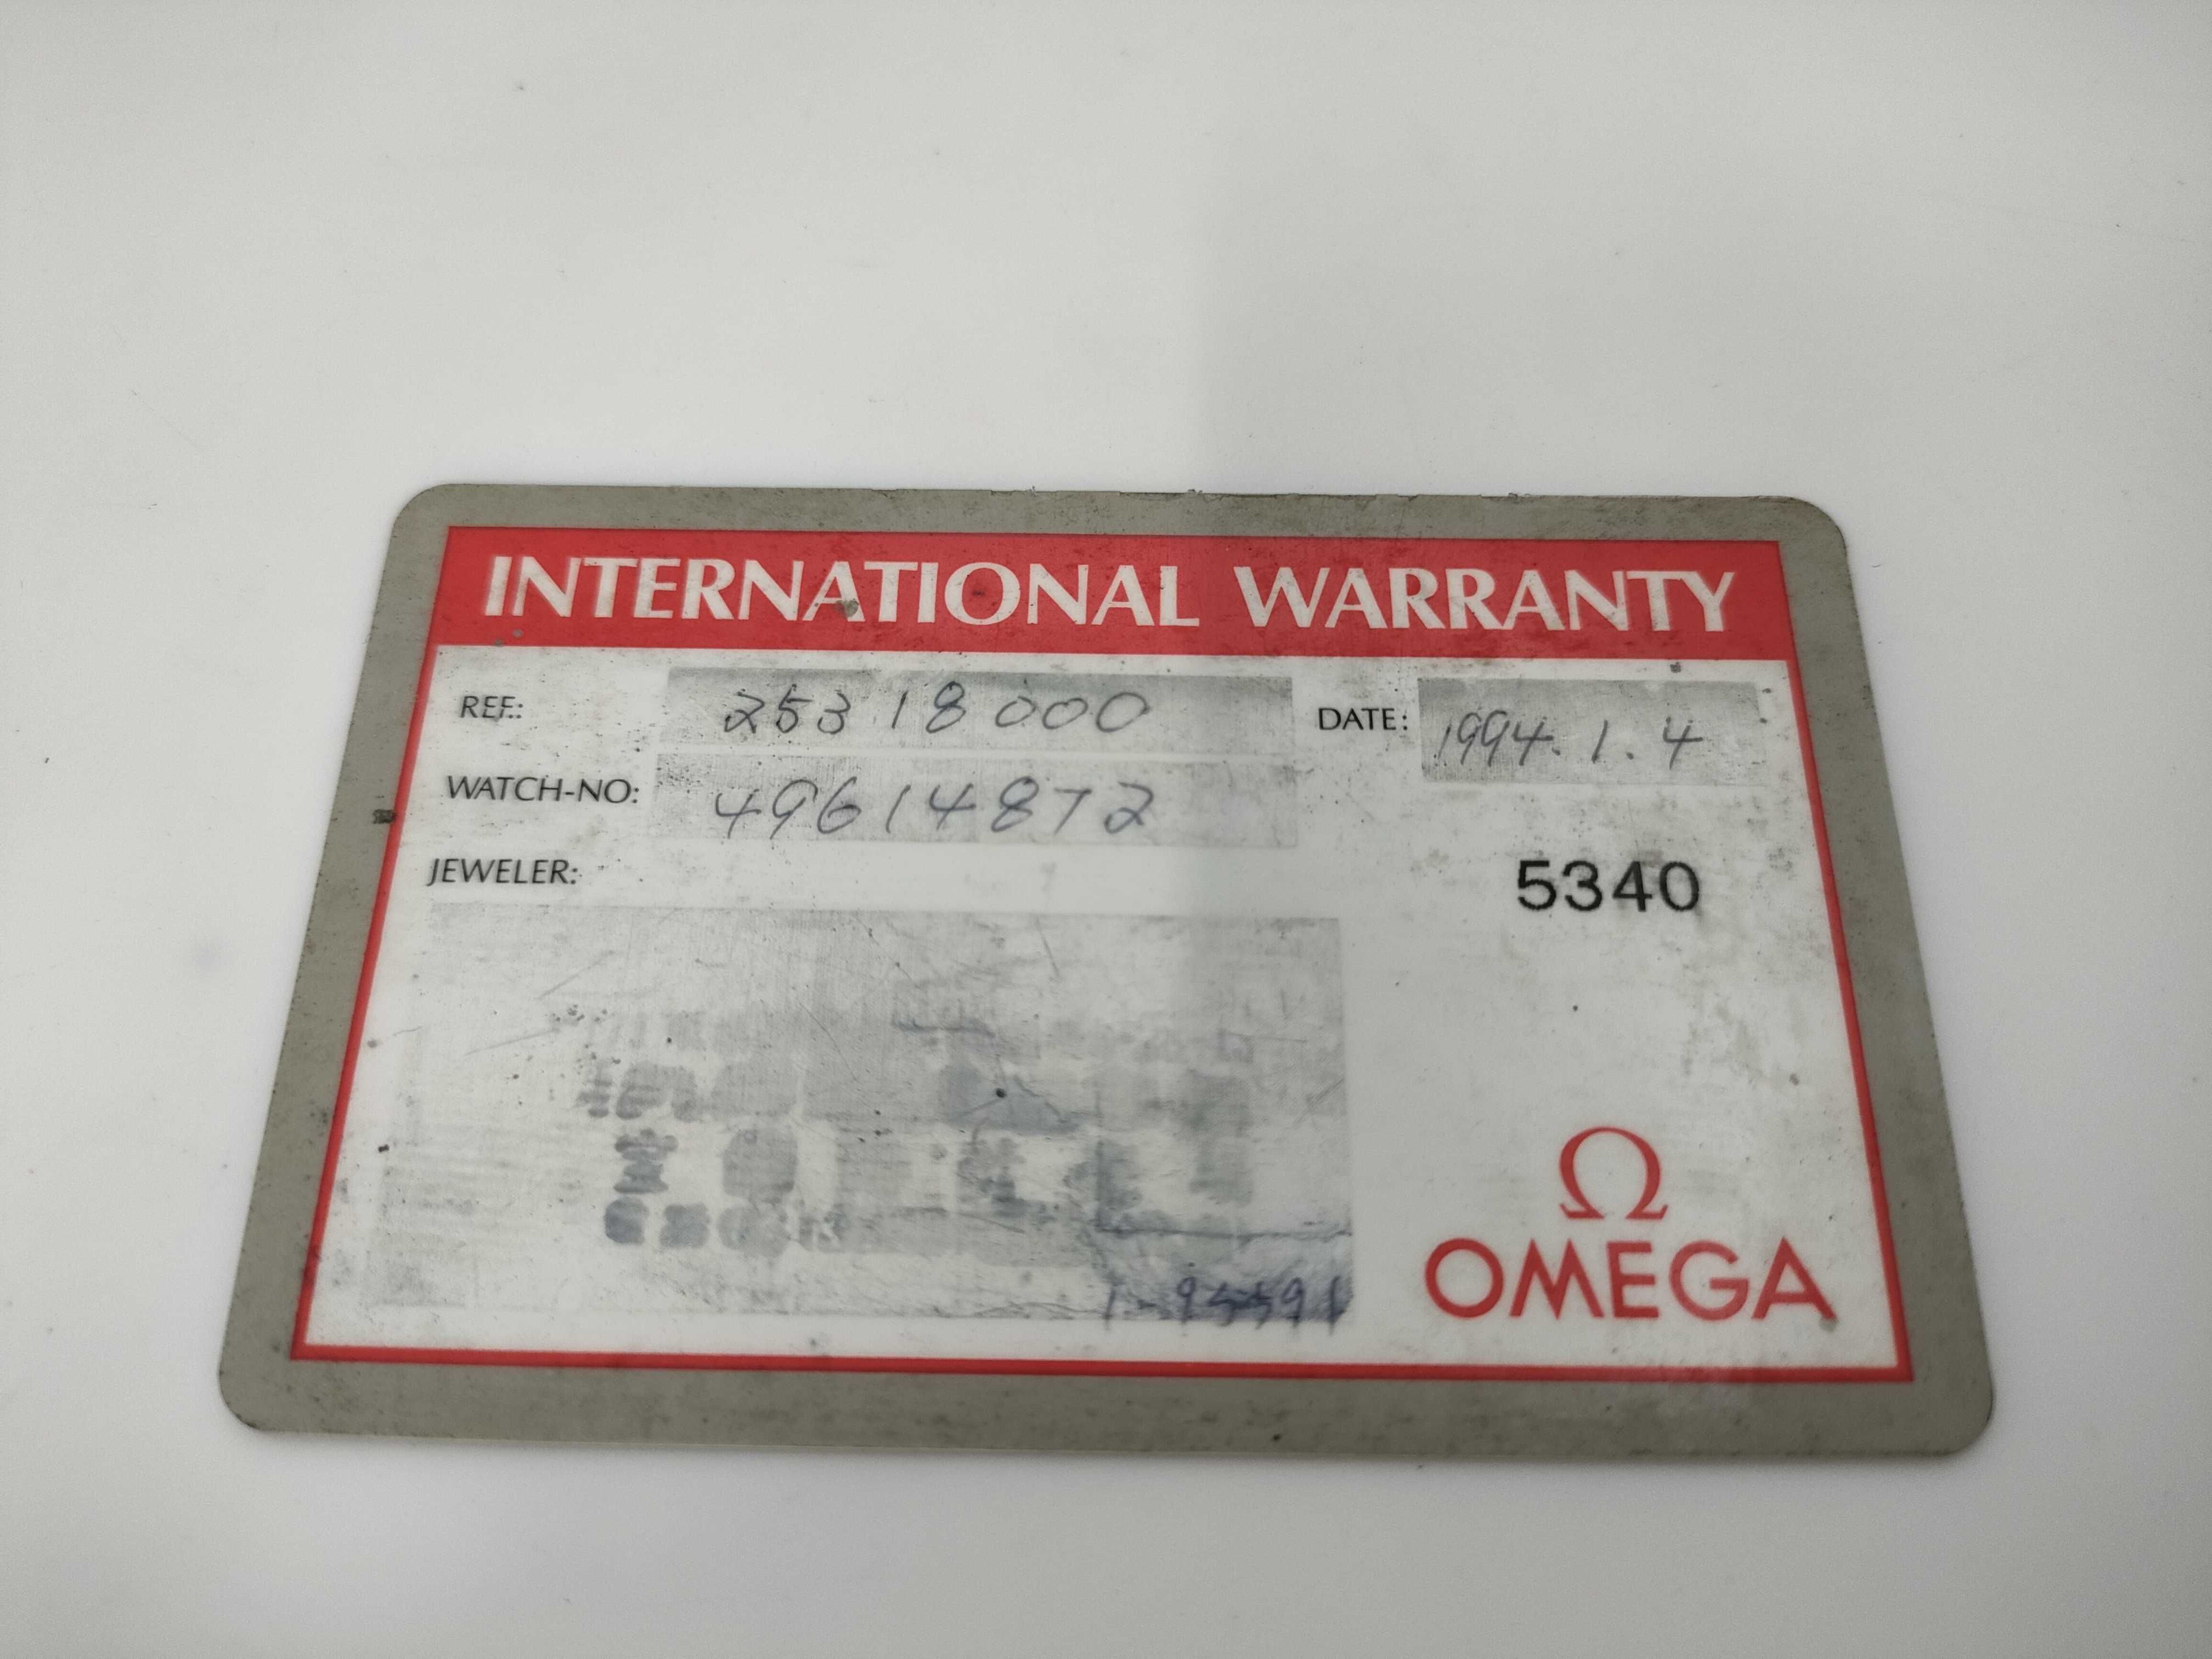 INTERNATIONAL WARRANTY
REF.: 25318000 DATE: 1994.1.4
WATCH-NO: 49614872
JEWELER:
5340
Ω
OMEGA